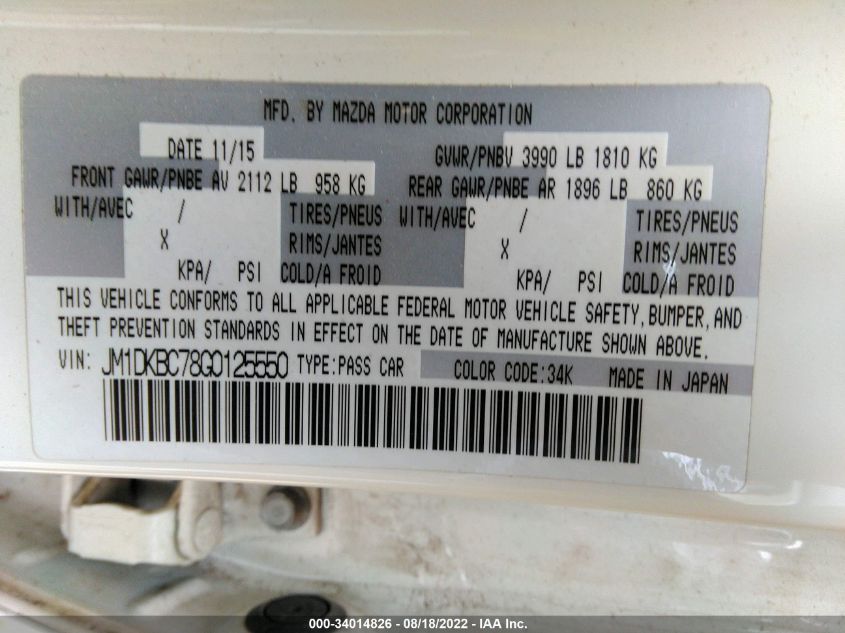 MFD. BY MAZDA MOTOR CORPORATION
DATE 11/15 GVWR/PNBV 3990 LB 1810 KG
FRONT GAWR/PNBE AV 2112 LB 958 KG REAR GAWR/PNBE AR 1896 LB 860 KG
WITH/AVEC / TIRES/PNEUS WITH/AVEC / TIRES/PNEUS
X RIMS/JANTES X RIMS/JANTES
KPA/ PSI COLD/A FROID KPA/ PSI COLD/A FROID
THIS VEHICLE CONFORMS TO ALL APPLICABLE FEDERAL MOTOR VEHICLE SAFETY, BUMPER, AND
THEFT PREVENTION STANDARDS IN EFFECT ON THE DATE OF MANUFACTURE SHOWN ABOVE.
VIN: JM1DKBC78G0125550 TYPE:PASS CAR COLOR CODE:34K MADE IN JAPAN
000-34014826 - 08/18/2022 - IAA Inc.